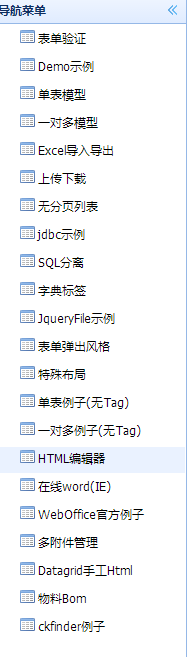 导航菜单
表单验证
Demo示例
单表模型
一对多模型
Excel导入导出
上传下载
无分页列表
jdbc示例
SQL分离
字典标签
JqueryFile示例
表单弹出风格
特殊布局
单表例子(无Tag)
一对多例子(无Tag)
HTML编辑器
在线word(IE)
WebOffice官方例子
多附件管理
Datagrid手工Html
物料Bom
ckfinder例子